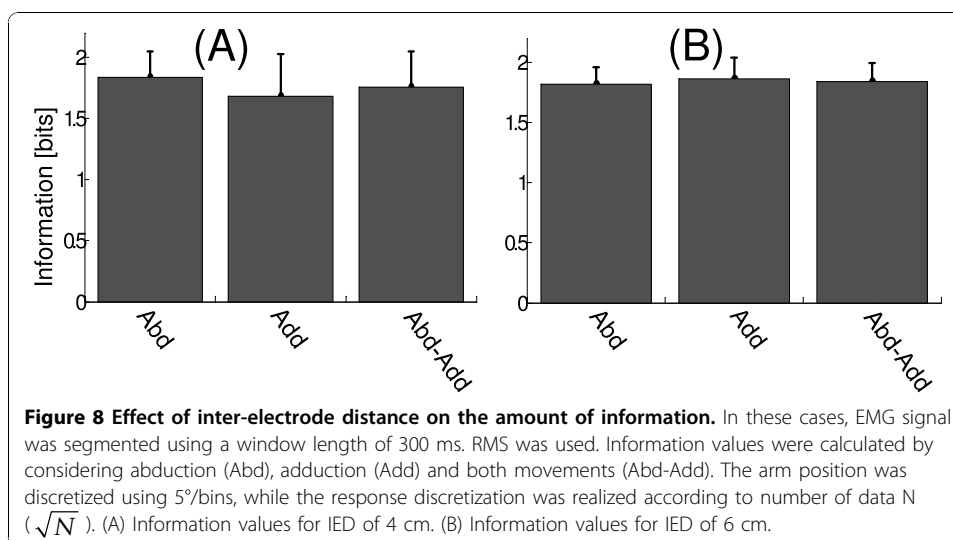 (A)
(B)
Information [bits]
2
1.5
1
0.5
0
Abd
Add
Abd-Add
2
1.5
1
0.5
0
Abd
Add
Abd-Add
Figure 8 Effect of inter-electrode distance on the amount of information. In these cases, EMG signal
was segmented using a window length of 300 ms. RMS was used. Information values were calculated by
considering abduction (Abd), adduction (Add) and both movements (Abd-Add). The arm position was
discretized using 5°/bins, while the response discretization was realized according to number of data N
( √N ). (A) Information values for IED of 4 cm. (B) Information values for IED of 6 cm.